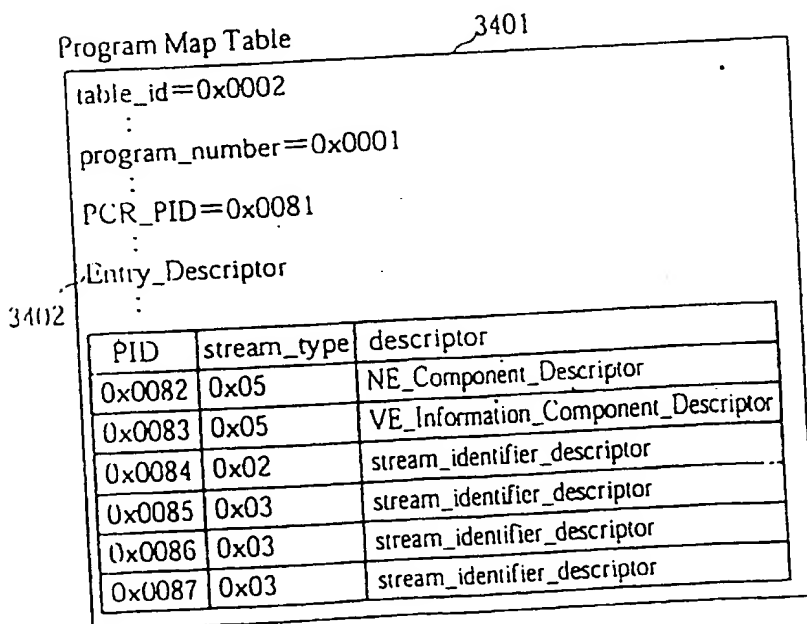 Program Map Table
3401
table_id=0x0002
:
program_number=0x0001
:
PCR_PID=0x0081
:
Entry_Descriptor
3402
:
PID stream_type descriptor
0x0082 0x05 NE_Component_Descriptor
0x0083 0x05 VE_Information_Component_Descriptor
0x0084 0x02 stream_identifier_descriptor
0x0085 0x03 stream_identifier_descriptor
0x0086 0x03 stream_identifier_descriptor
0x0087 0x03 stream_identifier_descriptor